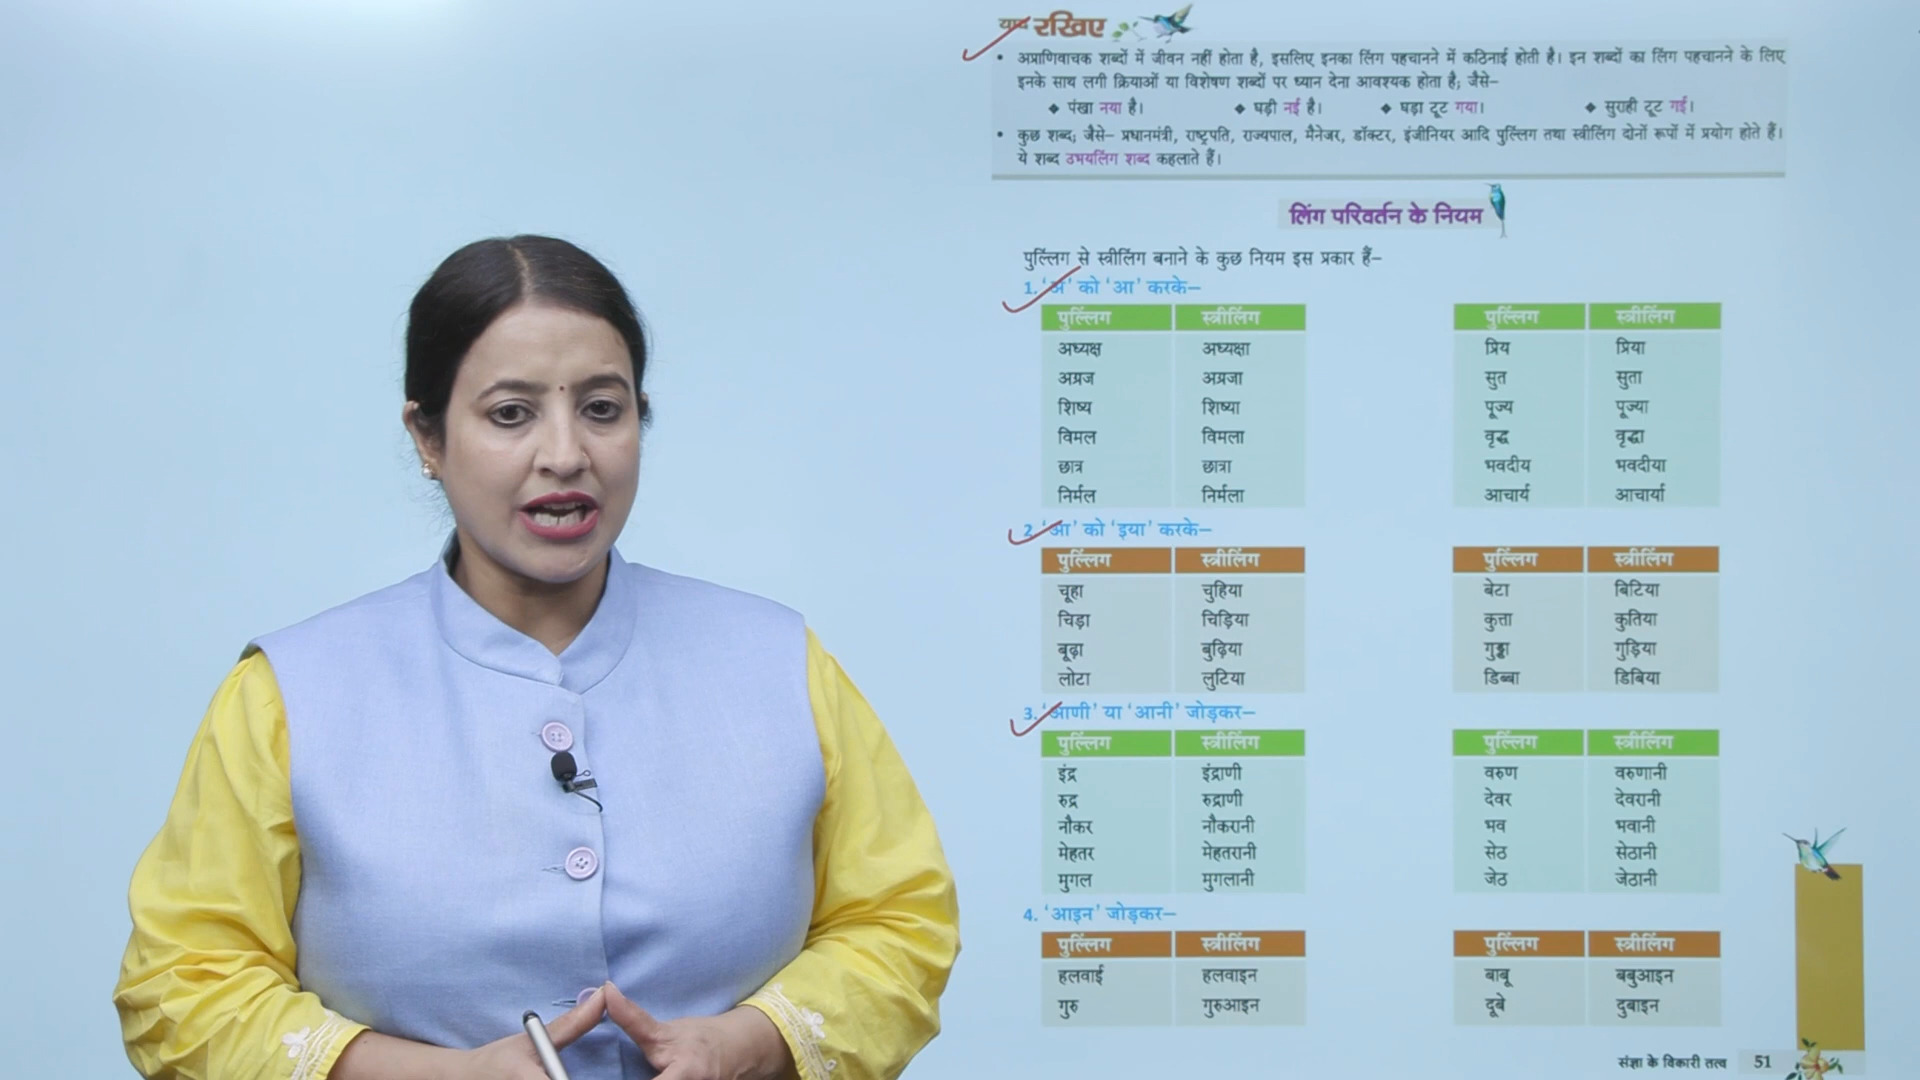 याद रखिए
• अप्राणिवाचक शब्दों में जीवन नहीं होता है, इसलिए इनका लिंग पहचानने में कठिनाई होती है। इन शब्दों का लिंग पहचानने के लिए
इनके साथ लगी क्रियाओं या विशेषण शब्दों पर ध्यान देना आवश्यक होता है; जैसे–
❖ पंखा नया है। ❖ घड़ी नई है। ❖ घड़ा टूट गया। ❖ सुराही टूट गई।
• कुछ शब्द; जैसे– प्रधानमंत्री, राष्ट्रपति, राज्यपाल, मैनेजर, डॉक्टर, इंजीनियर आदि पुल्लिंग तथा स्त्रीलिंग दोनों रूपों में प्रयोग होते हैं।
ये शब्द उभयलिंग शब्द कहलाते हैं।
लिंग परिवर्तन के नियम
पुल्लिंग से स्त्रीलिंग बनाने के कुछ नियम इस प्रकार हैं–
1. ‘अ’ को ‘आ’ करके–
पुल्लिंग स्त्रीलिंग पुल्लिंग स्त्रीलिंग
अध्यक्ष अध्यक्षा प्रिय प्रिया
अग्रज अग्रजा सुत सुता
शिष्य शिष्या पूज्य पूज्या
विमल विमला वृद्ध वृद्धा
छात्र छात्रा भवदीय भवदीया
निर्मल निर्मला आचार्य आचार्या
2. ‘आ’ को ‘इया’ करके–
पुल्लिंग स्त्रीलिंग पुल्लिंग स्त्रीलिंग
चूहा चुहिया बेटा बिटिया
चिड़ा चिड़िया कुत्ता कुतिया
बूढ़ा बुढ़िया गुड्डा गुड़िया
लोटा लुटिया डिब्बा डिबिया
3. ‘आणी’ या ‘आनी’ जोड़कर–
पुल्लिंग स्त्रीलिंग पुल्लिंग स्त्रीलिंग
इंद्र इंद्राणी वरुण वरुणानी
रुद्र रुद्राणी देवर देवरानी
नौकर नौकरानी भव भवानी
मेहतर मेहतरानी सेठ सेठानी
मुगल मुगलानी जेठ जेठानी
4. ‘आइन’ जोड़कर–
पुल्लिंग स्त्रीलिंग पुल्लिंग स्त्रीलिंग
हलवाई हलवाइन बाबू बबुआइन
गुरु गुरुआइन दूबे दुबाइन
संज्ञा के विकारी तत्व 51